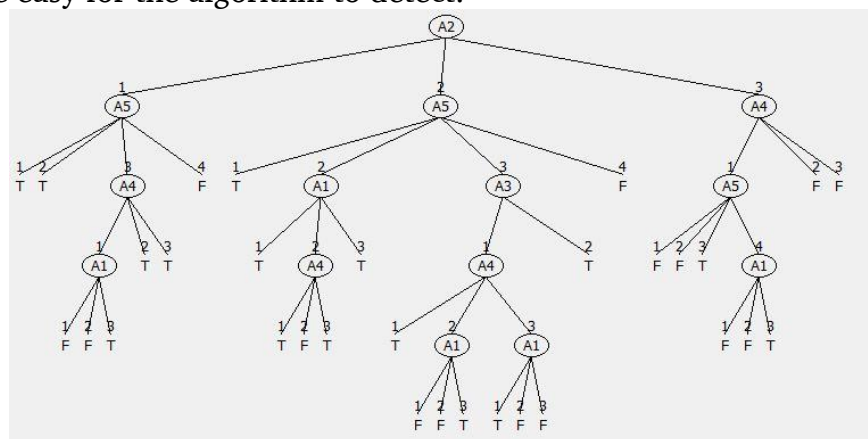 easy for the algorithm to detect.
A2
1 2 3
A5 A5 A4
1 2 3 4 1 2 3 4 1 2 3
T T A4 F T A1 A3 F A5 F F
1 2 3 1 2 3 1 2 1 2 3 4
A1 T T T A4 T A4 T F F T A1
1 2 3 1 2 3 1 2 3 1 2 3
F F T T F T T A1 A1 F F T
1 2 3 1 2 3
F F T T F F